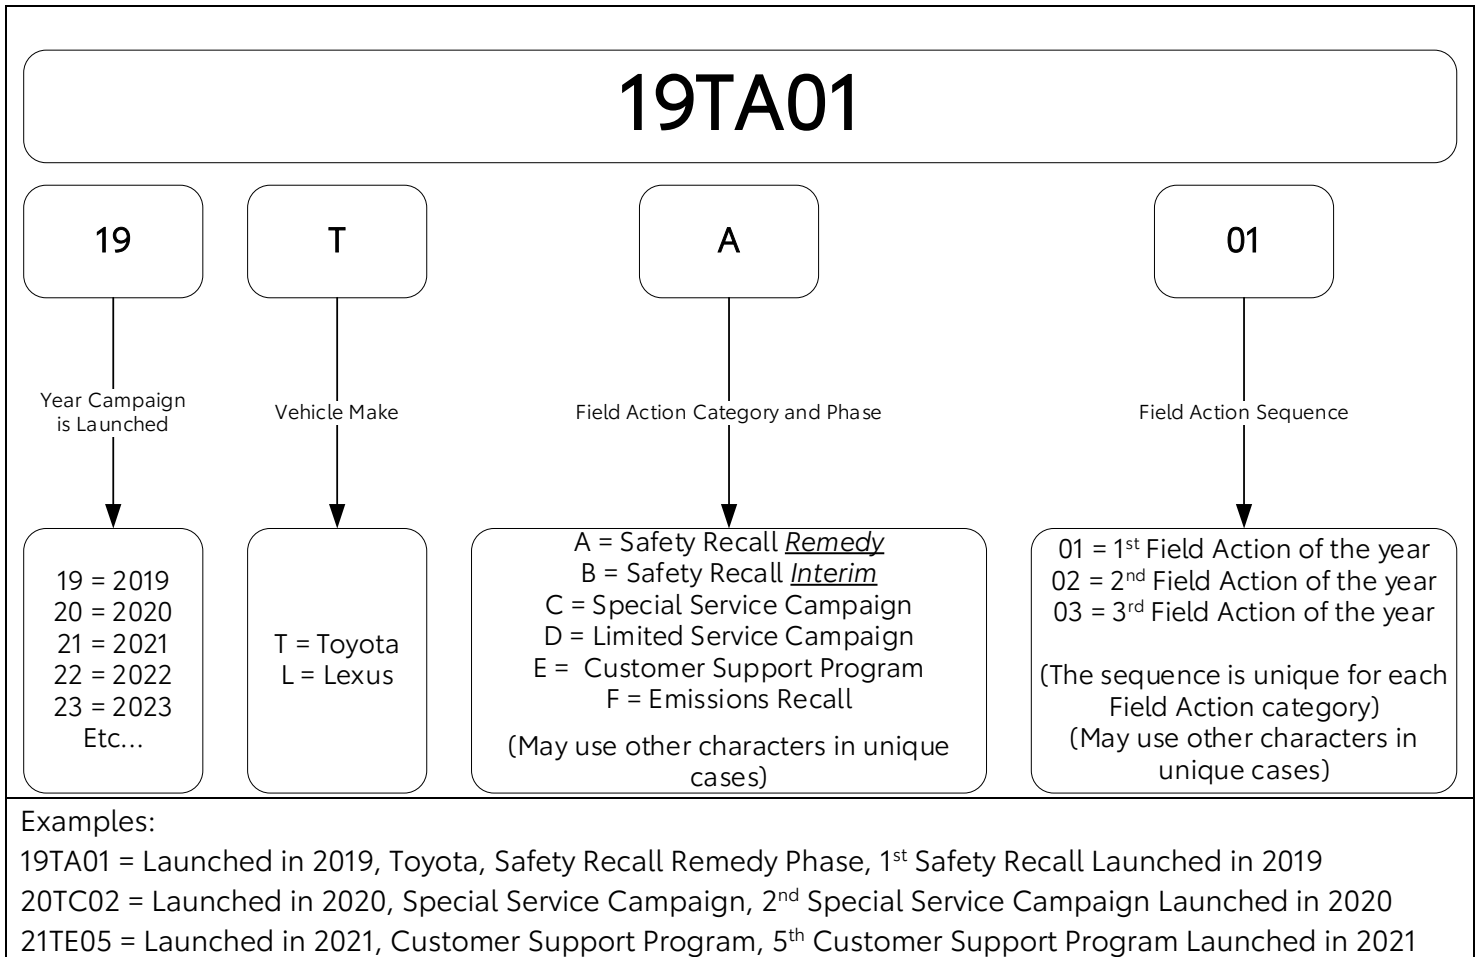 19TA01
19
T
A
01
Year Campaign
is Launched
Vehicle Make
Field Action Category and Phase
Field Action Sequence
19 = 2019
20 = 2020
21 = 2021
22 = 2022
23 = 2023
Etc...
T = Toyota
L = Lexus
A = Safety Recall Remedy
B = Safety Recall Interim
C = Special Service Campaign
D = Limited Service Campaign
E =  Customer Support Program
F = Emissions Recall
(May use other characters in unique
cases)
01 = 1st Field Action of the year
02 = 2nd Field Action of the year
03 = 3rd Field Action of the year
(The sequence is unique for each
Field Action category)
(May use other characters in
unique cases)
Examples:
19TA01 = Launched in 2019, Toyota, Safety Recall Remedy Phase, 1st Safety Recall Launched in 2019
20TC02 = Launched in 2020, Special Service Campaign, 2nd Special Service Campaign Launched in 2020
21TE05 = Launched in 2021, Customer Support Program, 5th Customer Support Program Launched in 2021